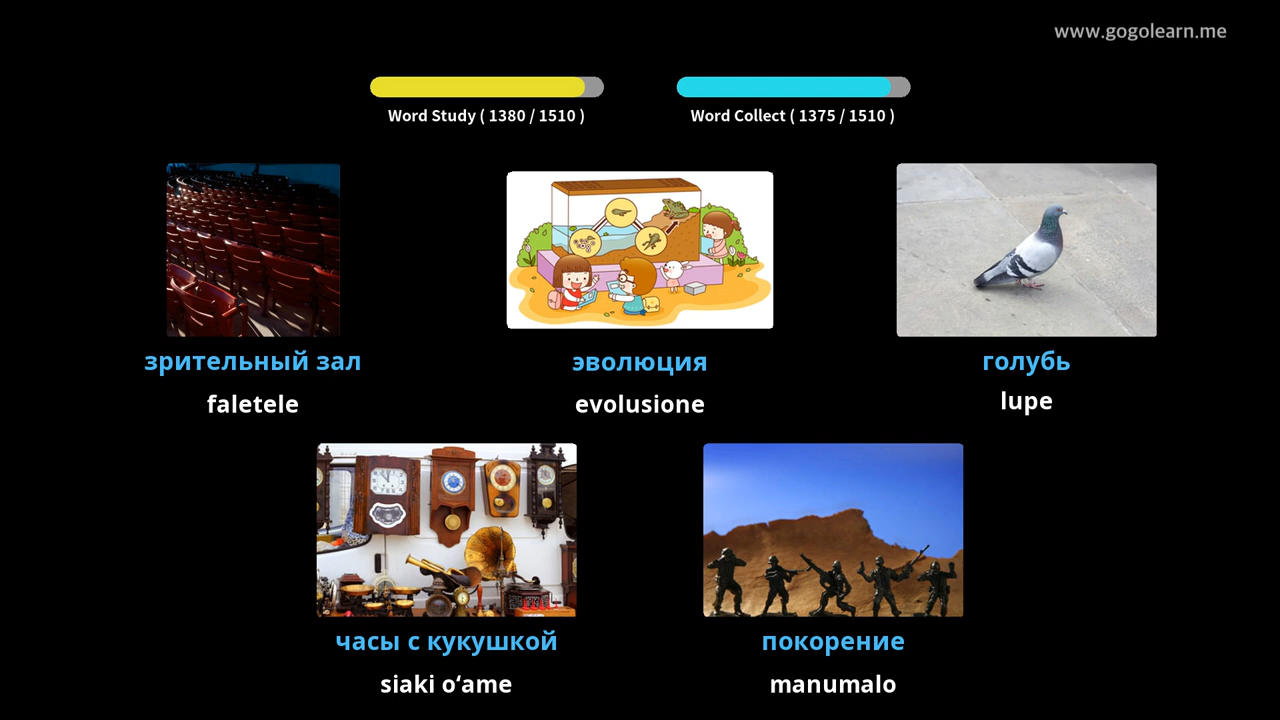 www.gogolearn.me
Word Study ( 1380 / 1510 )
Word Collect ( 1375 / 1510 )
зрительный зал
faletele
эволюция
evolusione
голубь
lupe
часы с кукушкой
siaki oʻame
покорение
manumalo